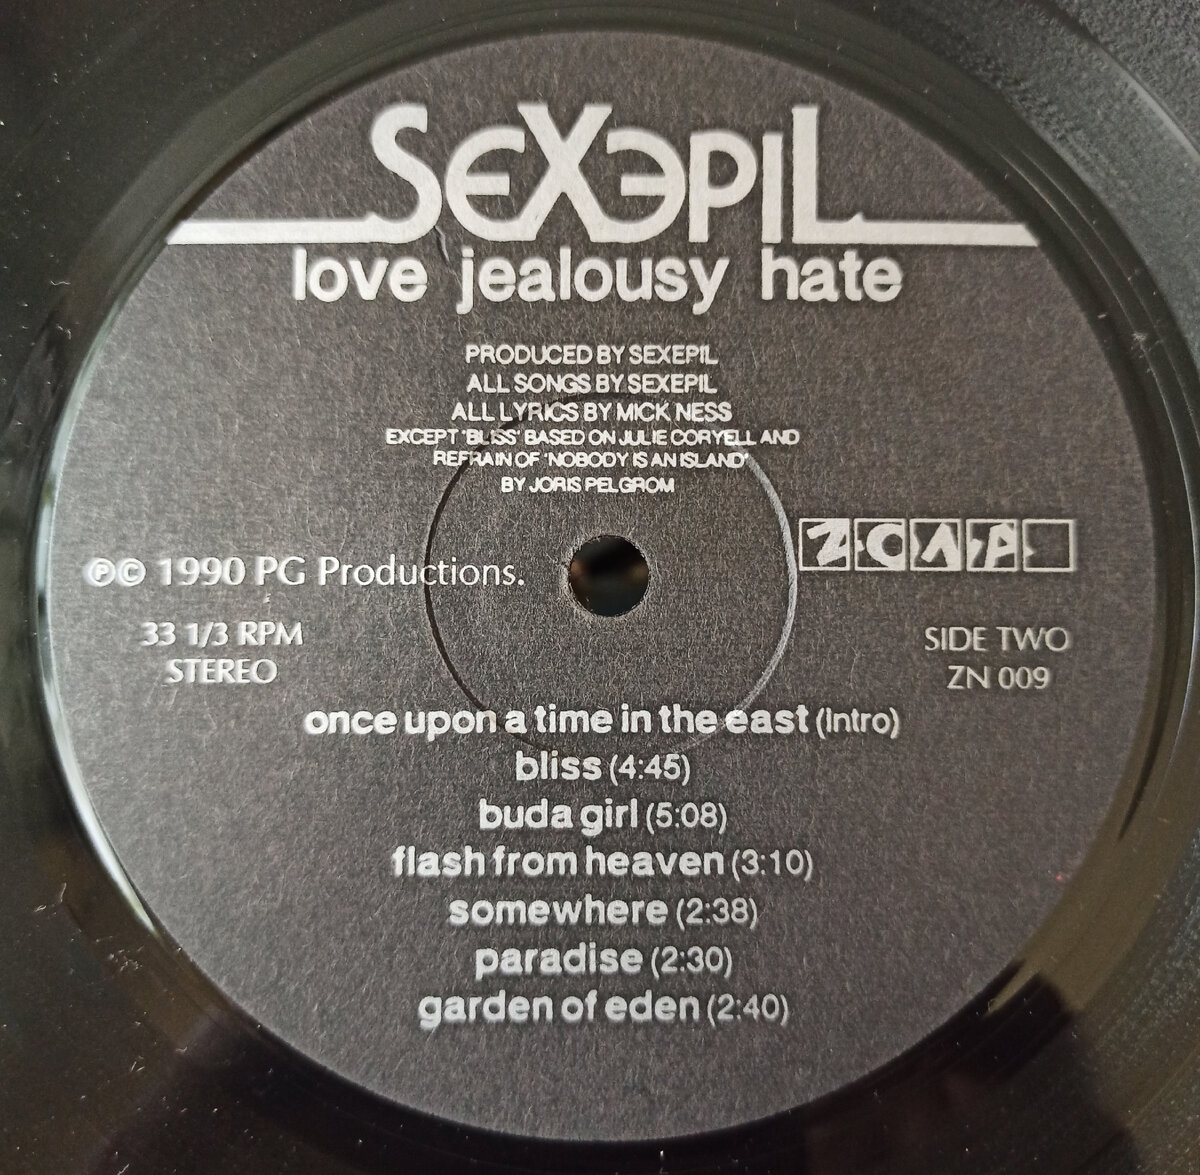 SEXEPIL
love jealousy hate
PRODUCED BY SEXEPIL
ALL SONGS BY SEXEPIL
ALL LYRICS BY MICK NESS
EXCEPT 'BLISS' BASED ON JULIE CORYELL AND
REFRAIN OF 'NOBODY IS AN ISLAND'
BY JORIS PELGROM
℗© 1990 PG Productions.
33 1/3 RPM
STEREO
SIDE TWO
ZN 009
once upon a time in the east (Intro)
bliss (4:45)
buda girl (5:08)
flash from heaven (3:10)
somewhere (2:38)
paradise (2:30)
garden of eden (2:40)